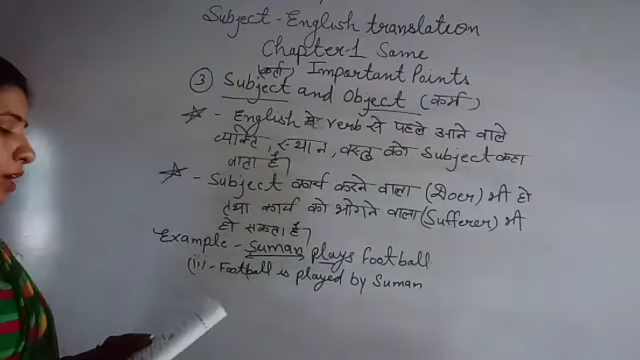 Subject - English translation
Chapter-1 Same
(कर्ता) Important Points
③ Subject and Object (कर्म)
☆ - English मे verb से पहले आने वाले
व्यक्ति, स्थान, वस्तु को Subject कहा
जाता है।
☆ - Subject कार्य करने वाला (Doer) भी हो
तथा कार्य को भोगने वाला (Sufferer) भी
हो सकता है।
Example - Suman plays football
(ii) - Football is played by Suman